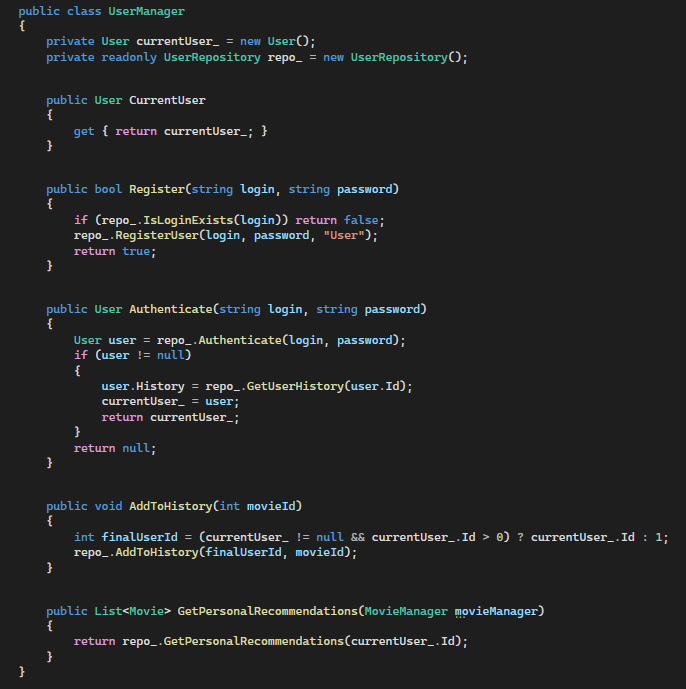 public class UserManager
{
    private User currentUser_ = new User();
    private readonly UserRepository repo_ = new UserRepository();

    public User CurrentUser
    {
        get { return currentUser_; }
    }

    public bool Register(string login, string password)
    {
        if (repo_.IsLoginExists(login)) return false;
        repo_.RegisterUser(login, password, "User");
        return true;
    }

    public User Authenticate(string login, string password)
    {
        User user = repo_.Authenticate(login, password);
        if (user != null)
        {
            user.History = repo_.GetUserHistory(user.Id);
            currentUser_ = user;
            return currentUser_;
        }
        return null;
    }

    public void AddToHistory(int movieId)
    {
        int finalUserId = (currentUser_ != null && currentUser_.Id > 0) ? currentUser_.Id : 1;
        repo_.AddToHistory(finalUserId, movieId);
    }

    public List<Movie> GetPersonalRecommendations(MovieManager movieManager)
    {
        return repo_.GetPersonalRecommendations(currentUser_.Id);
    }
}